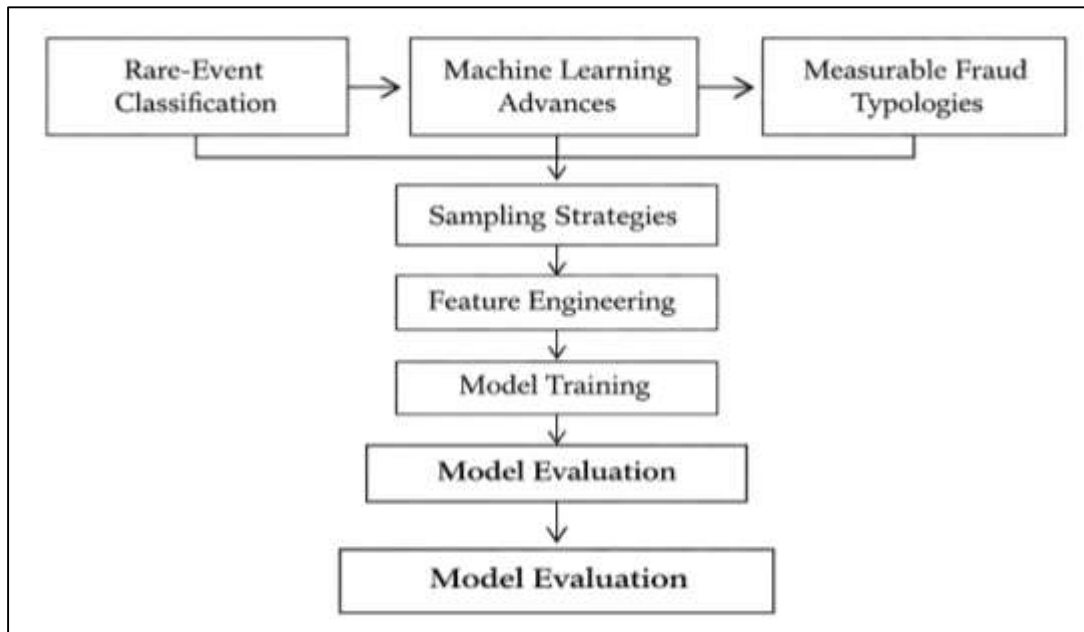 Rare-Event
Classification
Machine Learning
Advances
Measurable Fraud
Typologies
Sampling Strategies
Feature Engineering
Model Training
Model Evaluation
Model Evaluation